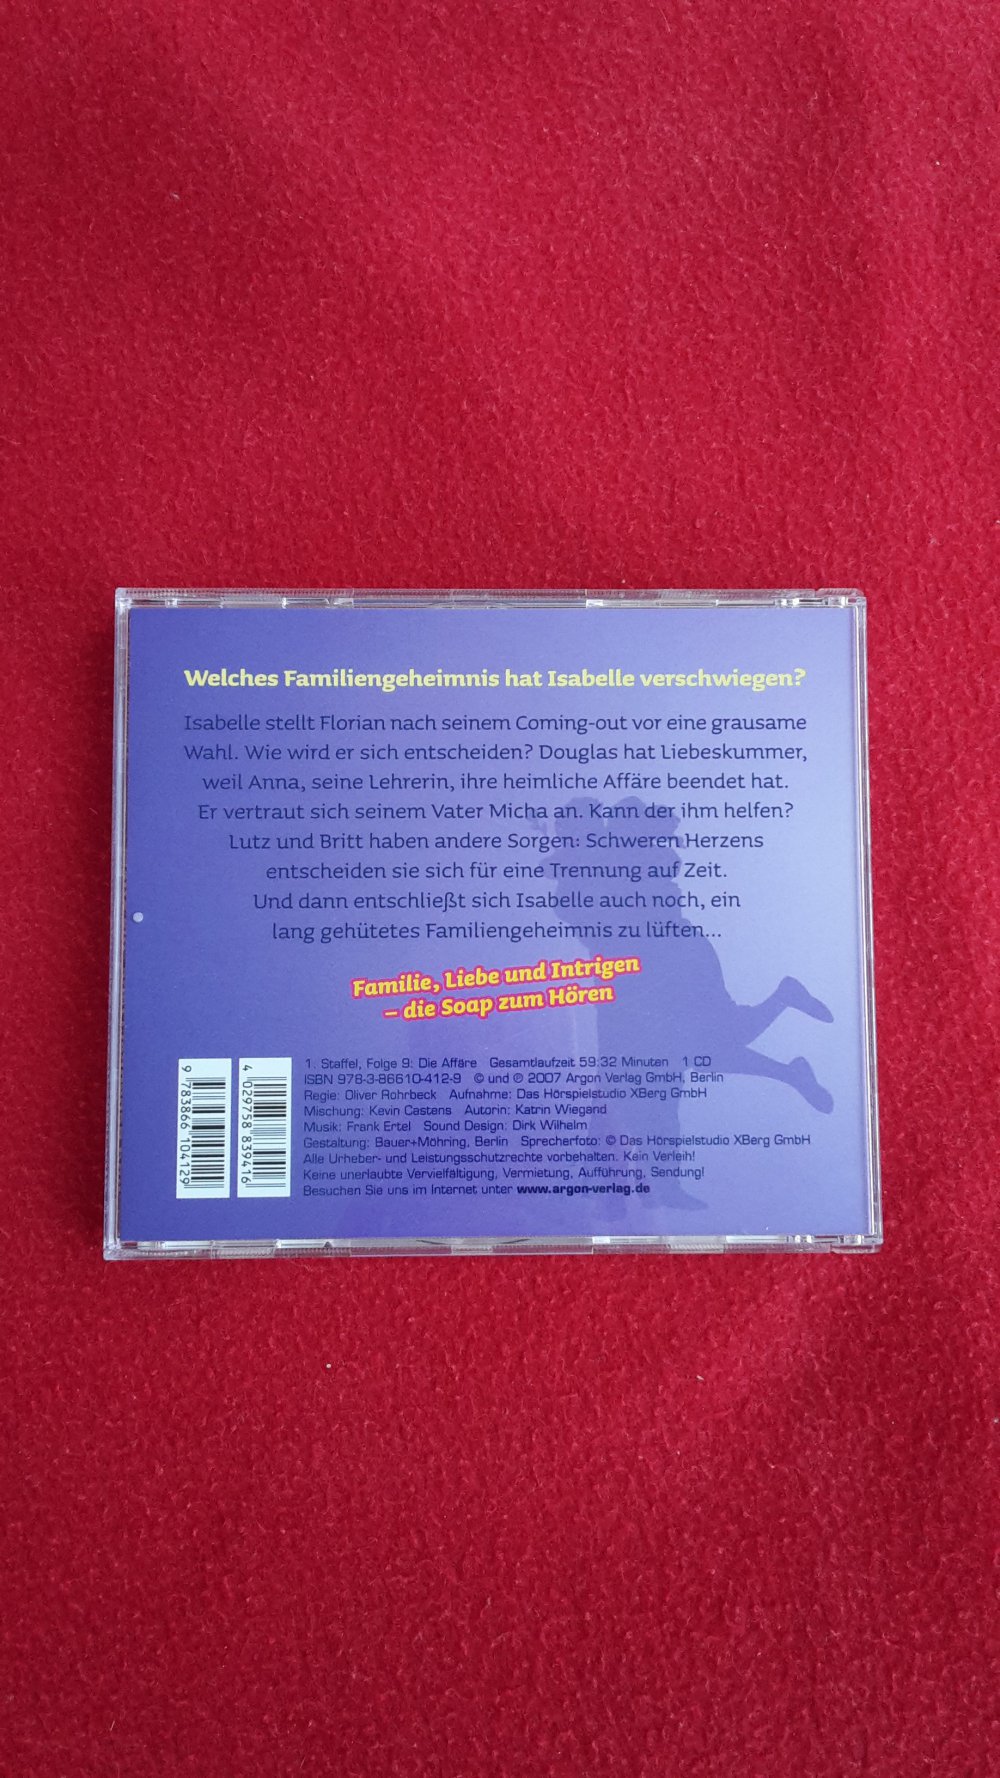 Welches Familiengeheimnis hat Isabelle verschwiegen?
Isabelle stellt Florian nach seinem Coming-out vor eine grausame
Wahl. Wie wird er sich entscheiden? Douglas hat Liebeskummer,
weil Anna, seine Lehrerin, ihre heimliche Affäre beendet hat.
Er vertraut sich seinem Vater Micha an. Kann der ihm helfen?
Lutz und Britt haben andere Sorgen: Schweren Herzens
entscheiden sie sich für eine Trennung auf Zeit.
Und dann entschließt sich Isabelle auch noch, ein
lang gehütetes Familiengeheimnis zu lüften...
Familie, Liebe und Intrigen
– die Soap zum Hören
9 783866 104129
4 029758 839416
1. Staffel, Folge 9: Die Affäre Gesamtlaufzeit 59:32 Minuten 1 CD
ISBN 978-3-86610-412-9 © und ℗ 2007 Argon Verlag GmbH, Berlin
Regie: Oliver Rohrbeck Aufnahme: Das Hörspielstudio XBerg GmbH
Mischung: Kevin Castens Autorin: Katrin Wiegand
Musik: Frank Ertel Sound Design: Dirk Wilhelm
Gestaltung: Bauer+Möhring, Berlin Sprecherfoto: © Das Hörspielstudio XBerg GmbH
Alle Urheber- und Leistungsschutzrechte vorbehalten. Kein Verleih!
Keine unerlaubte Vervielfältigung, Vermietung, Aufführung, Sendung!
Besuchen Sie uns im Internet unter www.argon-verlag.de